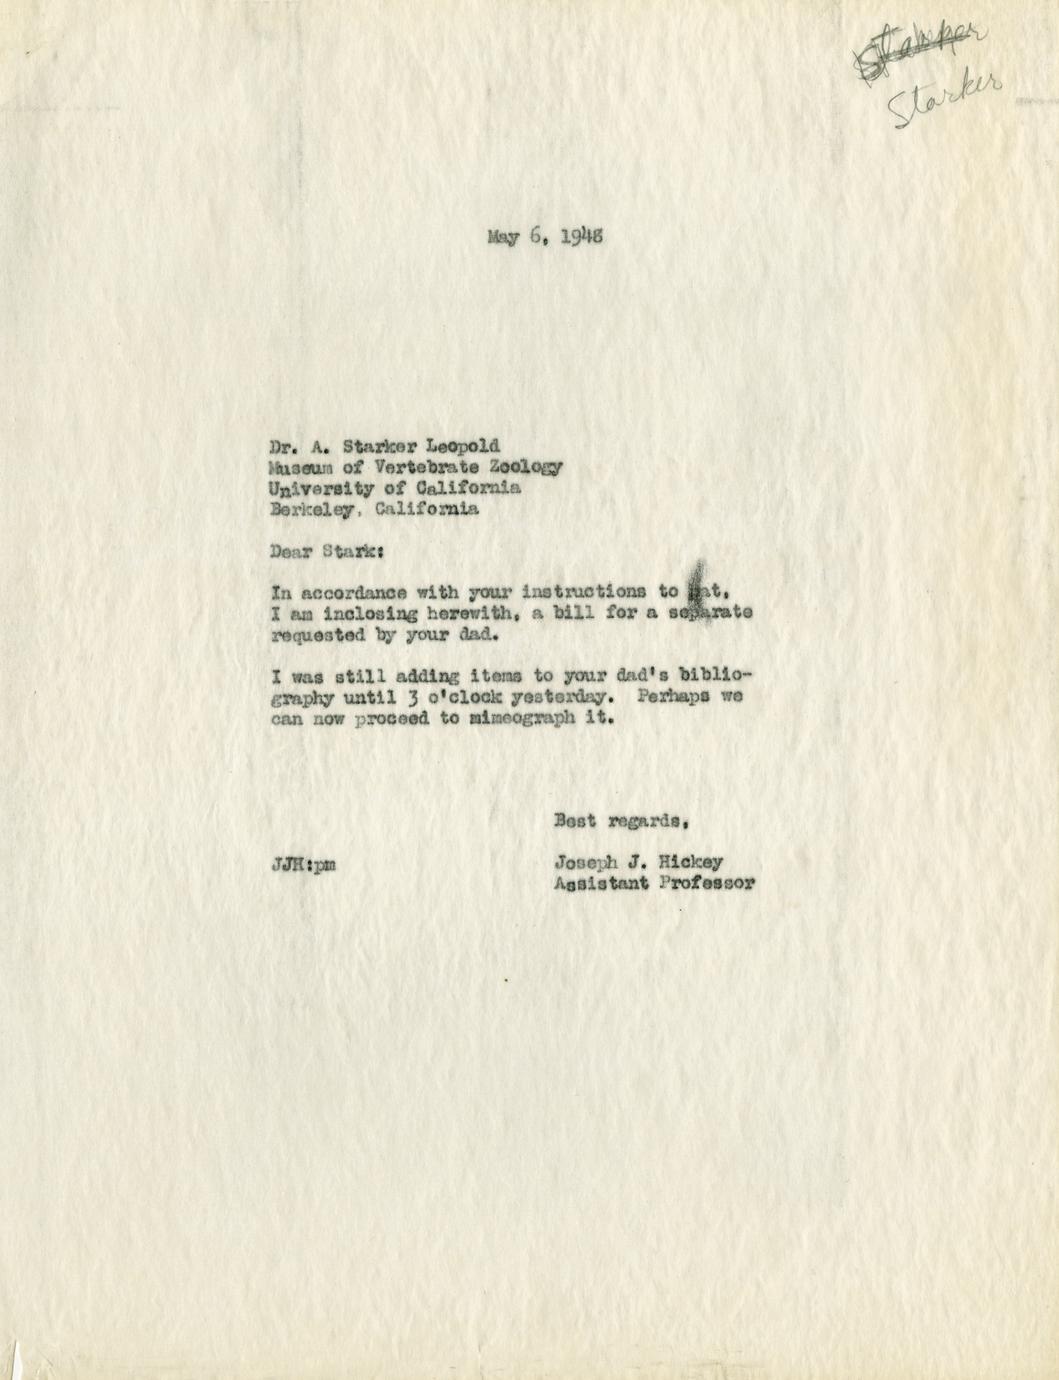 Starker
Starker
May 6, 1948
Dr. A. Starker Leopold
Museum of Vertebrate Zoology
University of California
Berkeley, California
Dear Stark:
In accordance with your instructions to Pat,
I am inclosing herewith, a bill for a separate
requested by your dad.
I was still adding items to your dad's biblio-
graphy until 3 o'clock yesterday. Perhaps we
can now proceed to mimeograph it.
Best regards,
JJH:pm
Joseph J. Hickey
Assistant Professor